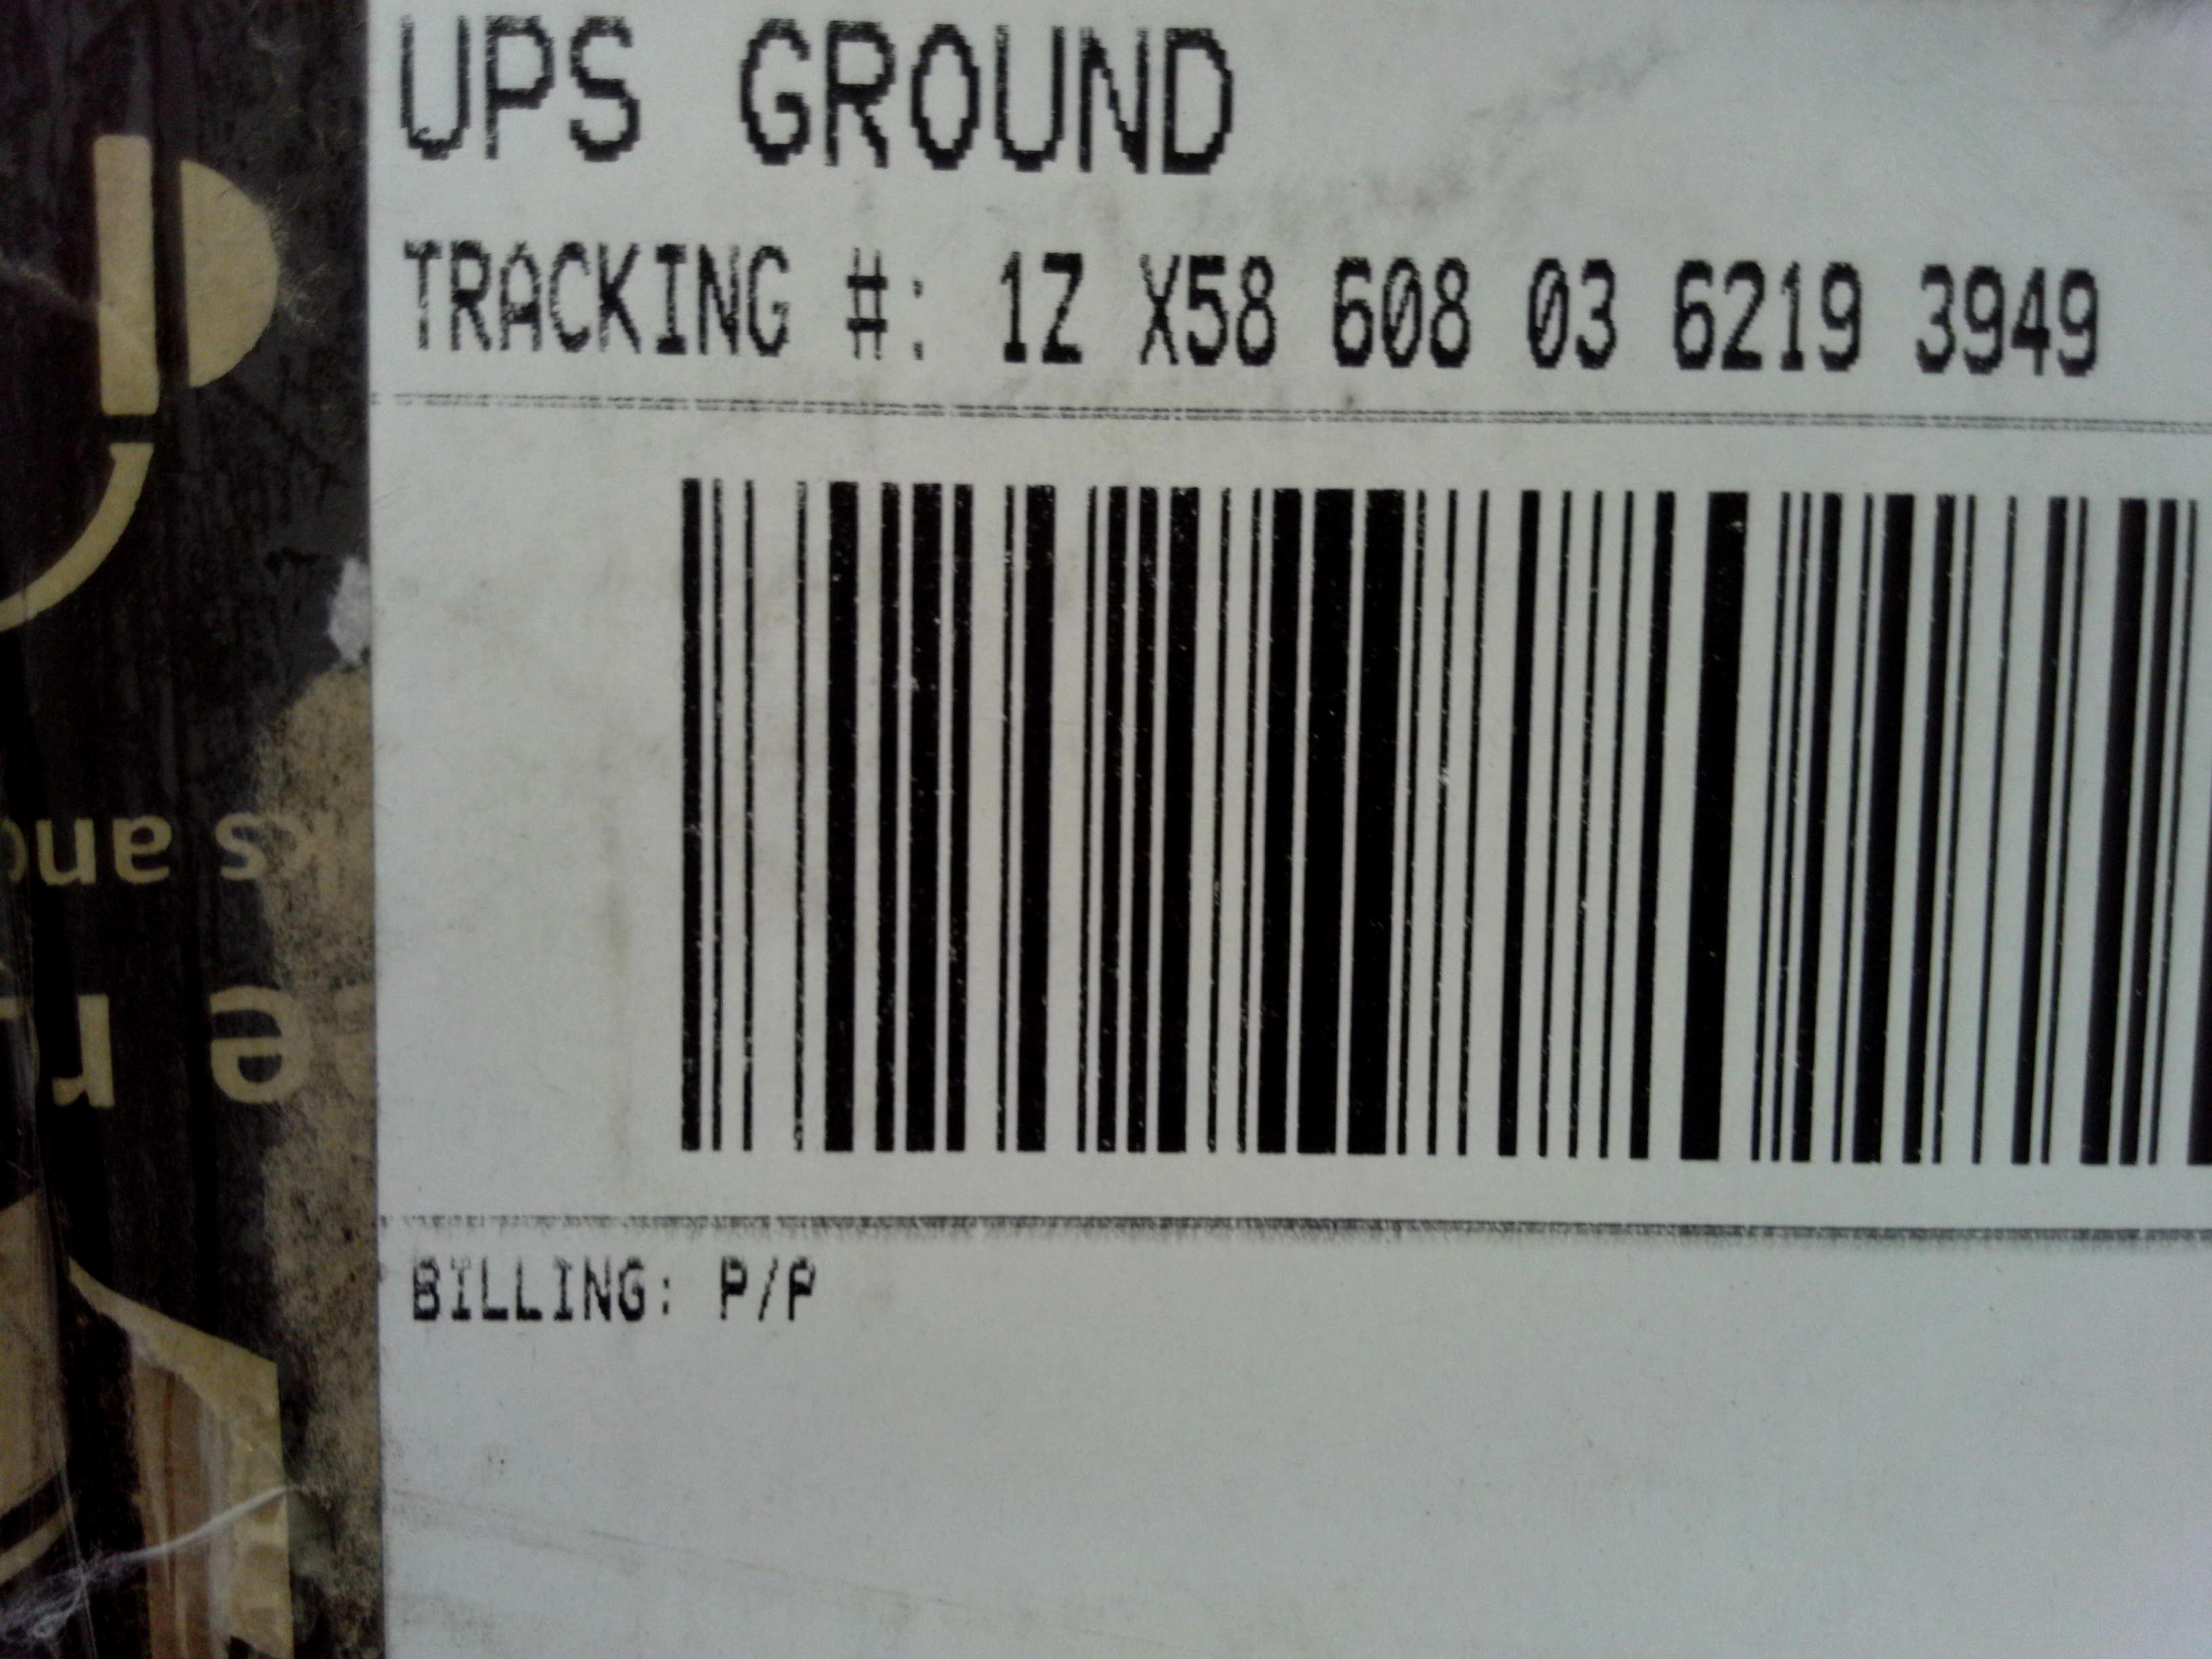 UPS GROUND
TRACKING #: 1Z X58 608 03 6219 3949
BILLING: P/P